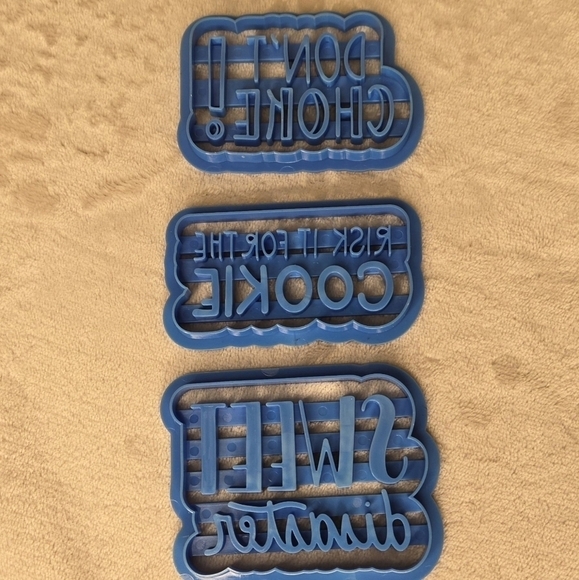 DON'T
CHOKE!
RISK IT FOR THE
COOKIE
SWEET
disaster